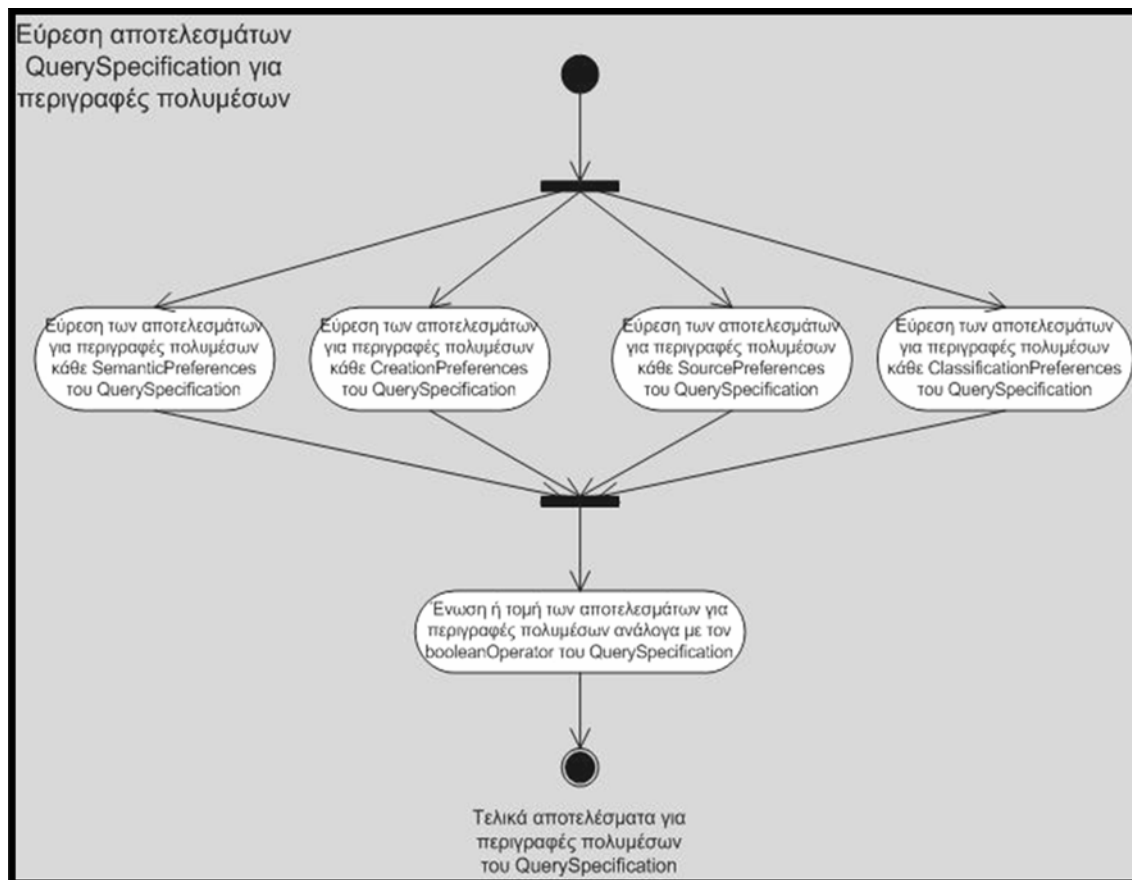 Εύρεση αποτελεσμάτων
QuerySpecification για
περιγραφές πολυμέσων
Εύρεση των αποτελεσμάτων
για περιγραφές πολυμέσων
κάθε SemanticPreferences
του QuerySpecification
Εύρεση των αποτελεσμάτων
για περιγραφές πολυμέσων
κάθε CreationPreferences
του QuerySpecification
Εύρεση των αποτελεσμάτων
για περιγραφές πολυμέσων
κάθε SourcePreferences
του QuerySpecification
Εύρεση των αποτελεσμάτων
για περιγραφές πολυμέσων
κάθε ClassificationPreferences
του QuerySpecification
Ένωση ή τομή των αποτελεσμάτων για
περιγραφές πολυμέσων ανάλογα με τον
booleanOperator του QuerySpecification
Τελικά αποτελέσματα για
περιγραφές πολυμέσων
του QuerySpecification